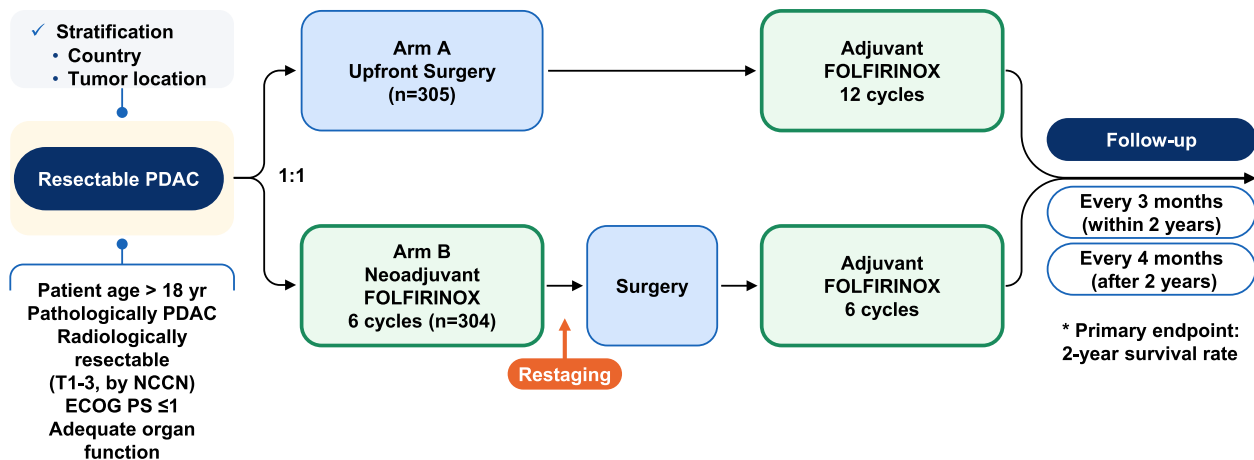 ✓ Stratification
• Country
• Tumor location
Resectable PDAC
Patient age > 18 yr
Pathologically PDAC
Radiologically
resectable
(T1-3, by NCCN)
ECOG PS ≤1
Adequate organ
function
1:1
Arm A
Upfront Surgery
(n=305)
Adjuvant
FOLFIRINOX
12 cycles
Arm B
Neoadjuvant
FOLFIRINOX
6 cycles (n=304)
Restaging
Surgery
Adjuvant
FOLFIRINOX
6 cycles
Follow-up
Every 3 months
(within 2 years)
Every 4 months
(after 2 years)
* Primary endpoint:
2-year survival rate